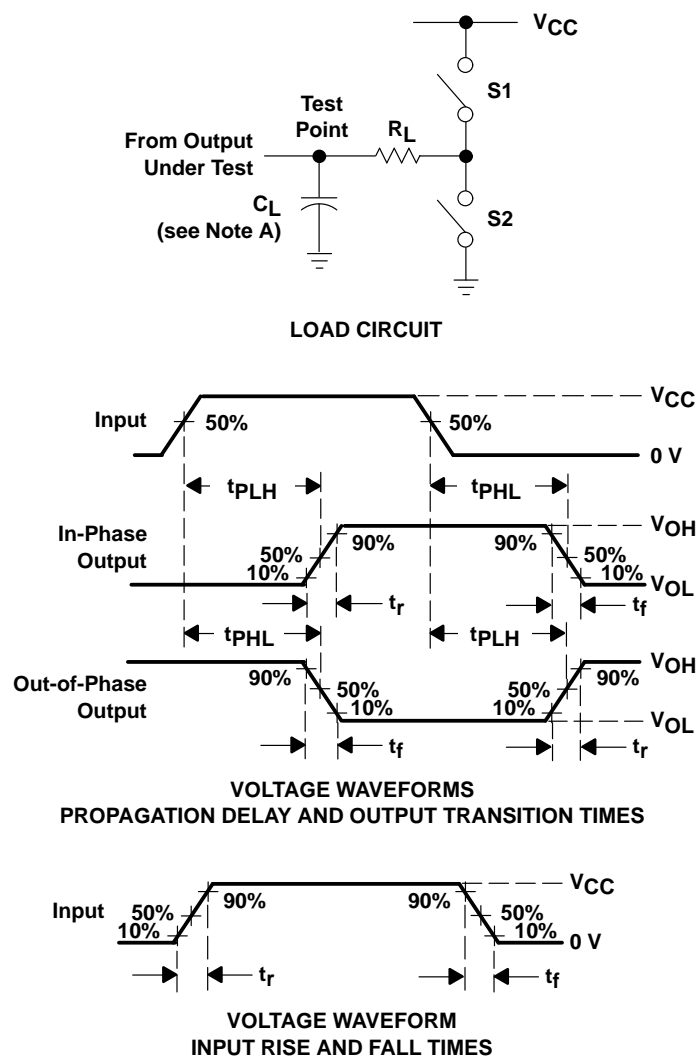 VCC
S1
Test
Point
RL
From Output
Under Test
CL
(see Note A)
S2
LOAD CIRCUIT
VCC
Input
50%
50%
0 V
tPLH
tPHL
In-Phase
Output
VOH
90%
90%
50%
50%
10%
10%
VOL
tr
tf
tPHL
tPLH
Out-of-Phase
Output
VOH
90%
90%
50%
50%
10%
10%
VOL
tf
tr
VOLTAGE WAVEFORMS
PROPAGATION DELAY AND OUTPUT TRANSITION TIMES
VCC
Input
90%
90%
50%
50%
10%
10%
0 V
tr
tf
VOLTAGE WAVEFORM
INPUT RISE AND FALL TIMES